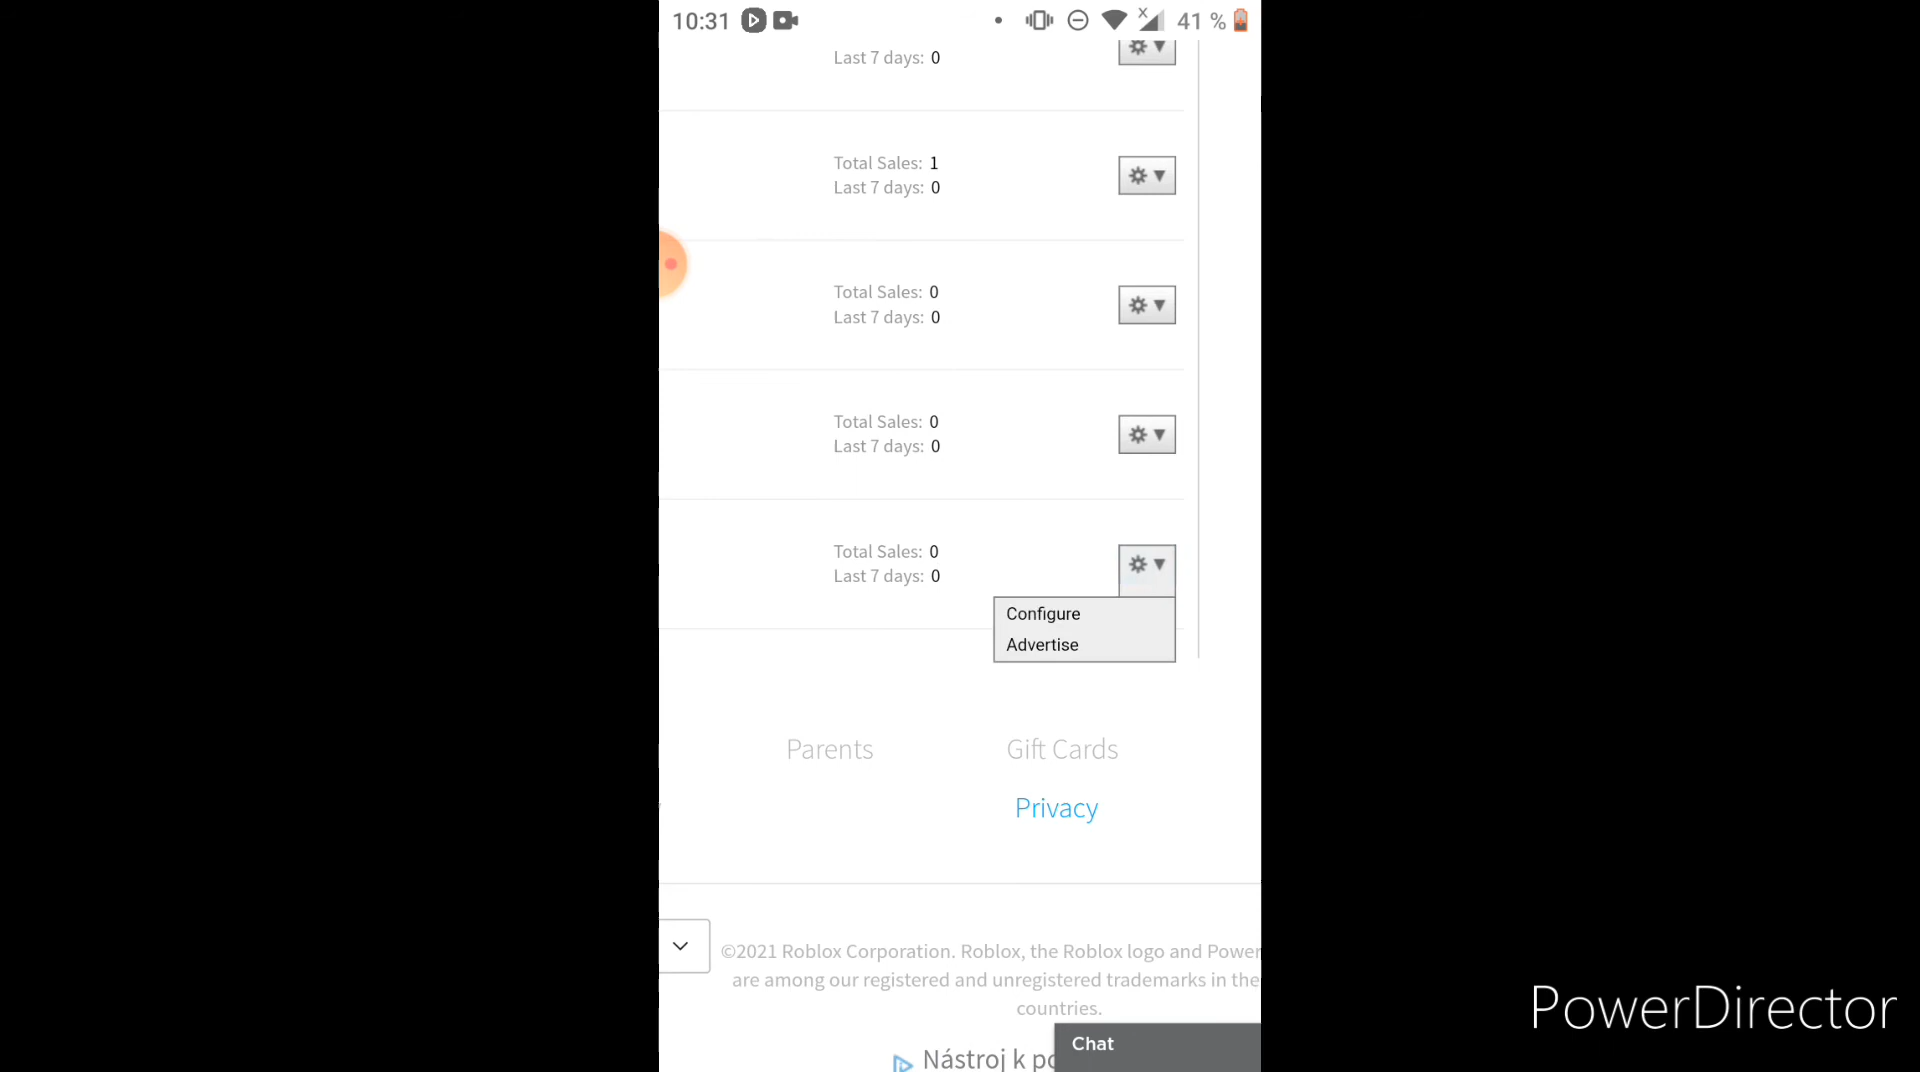 10:31
41 %
Last 7 days: 0
Total Sales: 1
Last 7 days: 0
Total Sales: 0
Last 7 days: 0
Total Sales: 0
Last 7 days: 0
Total Sales: 0
Last 7 days: 0
Configure
Advertise
Parents
Gift Cards
Privacy
©2021 Roblox Corporation. Roblox, the Roblox logo and Power
are among our registered and unregistered trademarks in the
countries.
Chat
Nástroj k
PowerDirector